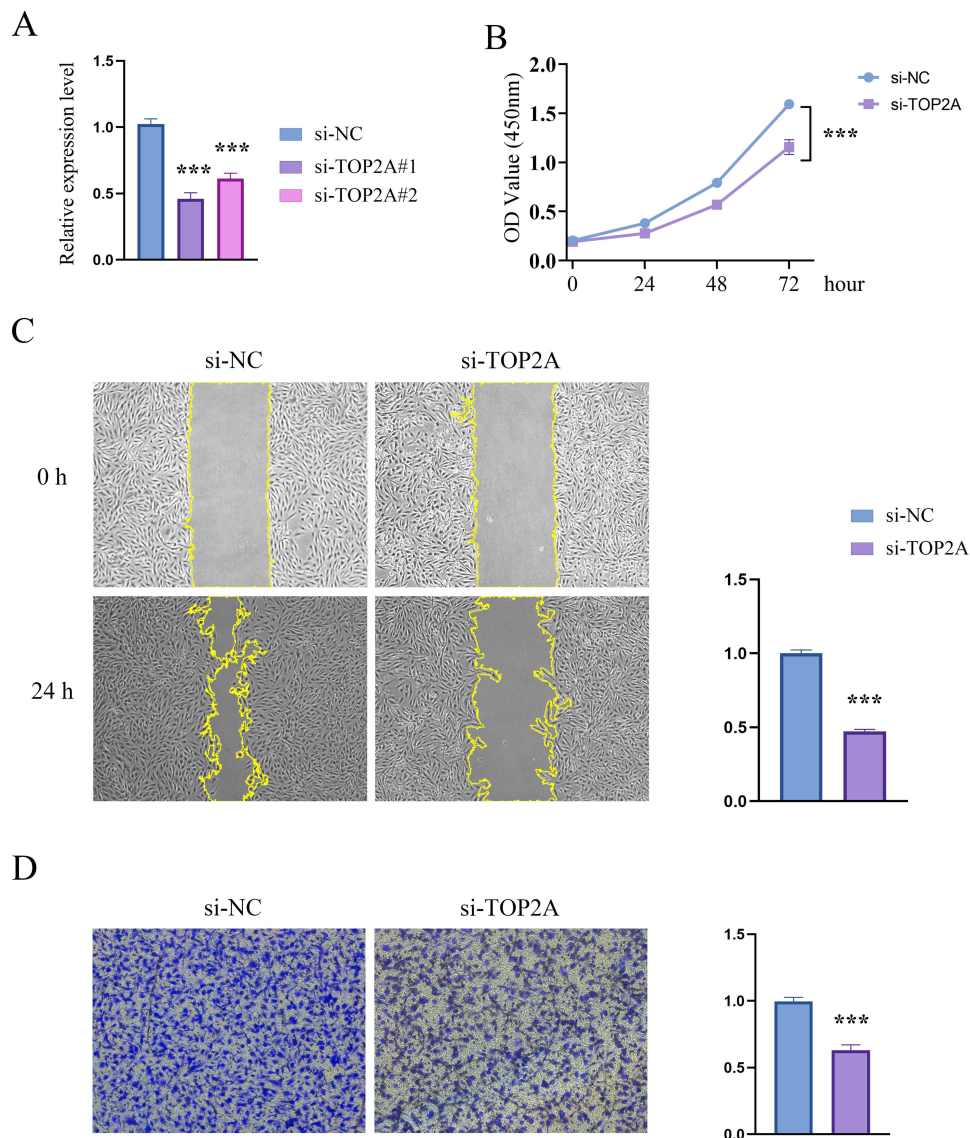 A
Relative expression level
1.5
1.0
0.5
0.0
***
***
si-NC
si-TOP2A#1
si-TOP2A#2
B
OD Value (450nm)
2.0
1.5
1.0
0.5
0.0
0 24 48 72 hour
si-NC
si-TOP2A
***
C
si-NC si-TOP2A
0 h
24 h
si-NC
si-TOP2A
1.5
1.0
0.5
0.0
***
D
si-NC si-TOP2A
1.5
1.0
0.5
0.0
***